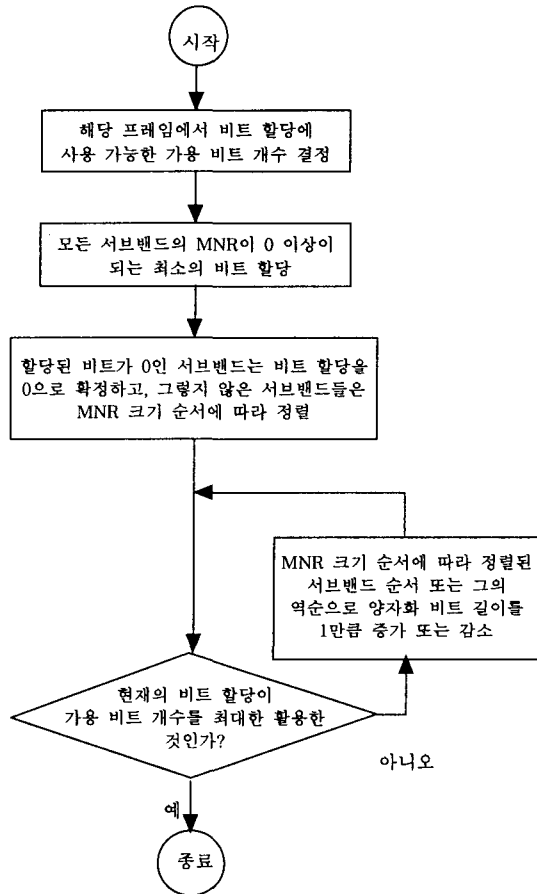 시작
해당 프래임에서 비트 할당에
사용 가능한 가용 비트 개수 결정
모든 서브밴드의 MNR이 0 이상이
되는 최소의 비트 할당
할당된 비트가 0인 서브밴드는 비트 할당을
0으로 확정하고, 그렇지 않은 서브밴드들은
MNR 크기 순서에 따라 정렬
MNR 크기 순서에 따라 정렬된
서브밴드 순서 또는 그의
역순으로 양자화 비트 길이를
1만큼 증가 또는 감소
현재의 비트 할당이
가용 비트 개수를 최대한 활용한
것인가?
아니오
예
종료